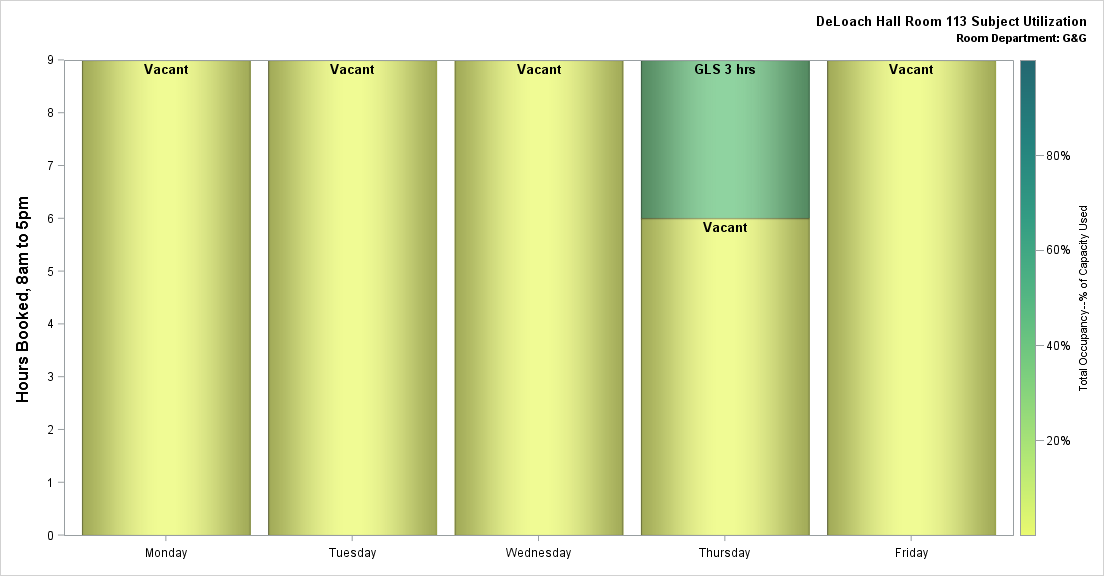 DeLoach Hall Room 113 Subject Utilization
Room Department: G&G
Hours Booked, 8am to 5pm
9
8
7
6
5
4
3
2
1
0
Vacant
Vacant
Vacant
GLS 3 hrs
Vacant
Vacant
Monday
Tuesday
Wednesday
Thursday
Friday
80%
60%
40%
20%
Total Occupancy--% of Capacity Used